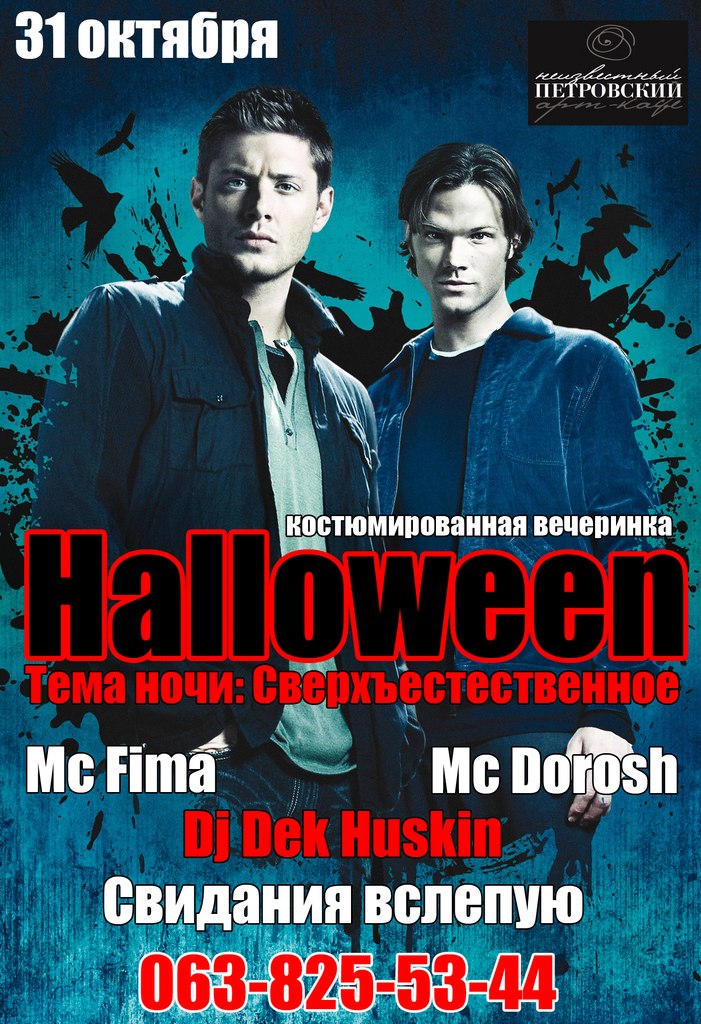 31 октября
неизвестный
ПЕТРОВСКИЙ
арт-кафе
костюмированная вечеринка
Halloween
Тема ночи: Сверхъестественное
Mc Fima
Mc Dorosh
Dj Dek Huskin
Свидания вслепую
063-825-53-44